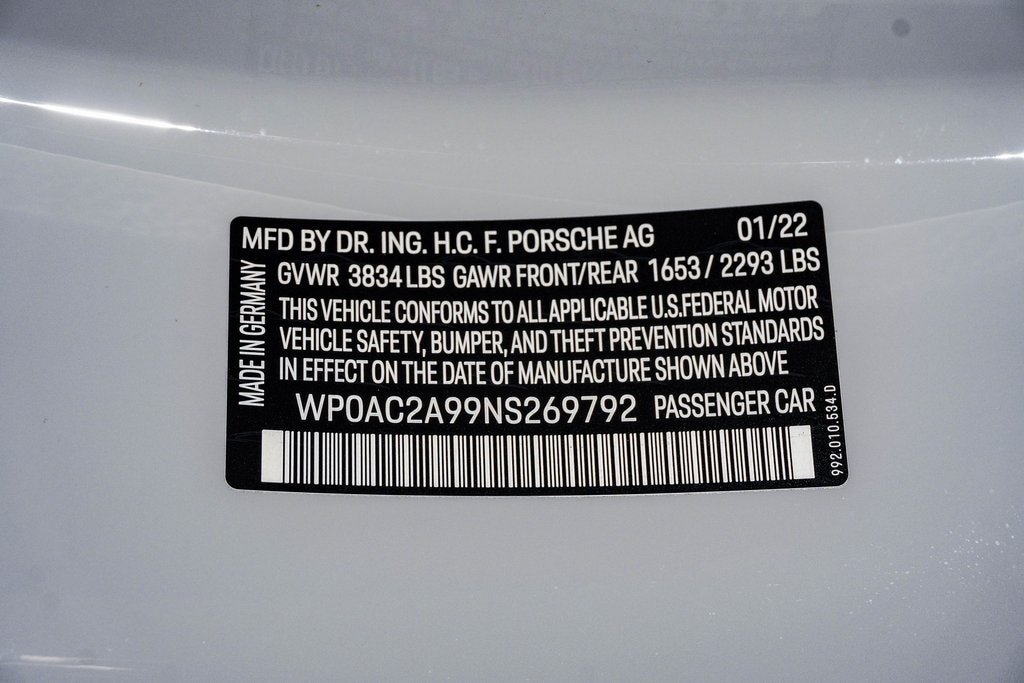 MFD BY DR. ING. H.C. F. PORSCHE AG 01/22
GVWR 3834 LBS GAWR FRONT/REAR 1653 / 2293 LBS
THIS VEHICLE CONFORMS TO ALL APPLICABLE U.S.FEDERAL MOTOR
VEHICLE SAFETY, BUMPER, AND THEFT PREVENTION STANDARDS
IN EFFECT ON THE DATE OF MANUFACTURE SHOWN ABOVE
WP0AC2A99NS269792 PASSENGER CAR
MADE IN GERMANY
992.010.534.D